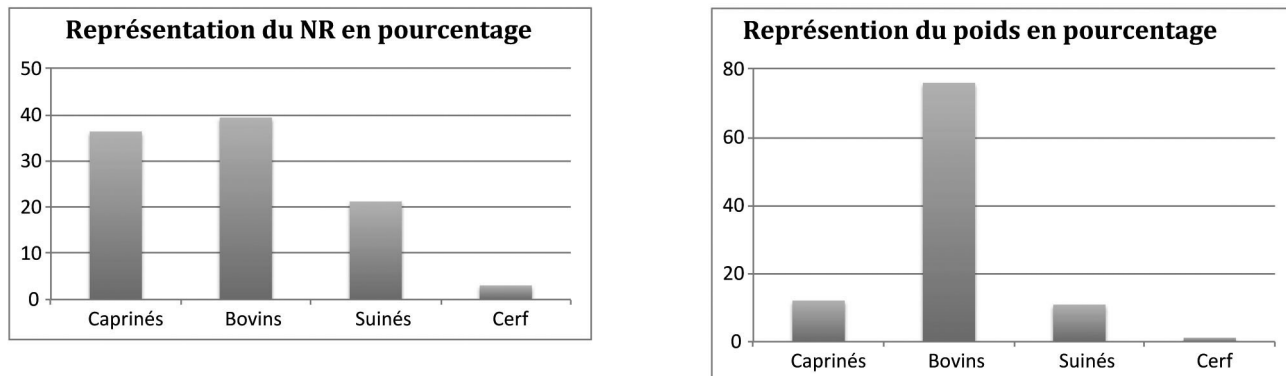 Représentation du NR en pourcentage
50
40
30
20
10
0
Caprinés Bovins Suinés Cerf
Représention du poids en pourcentage
80
60
40
20
0
Caprinés Bovins Suinés Cerf